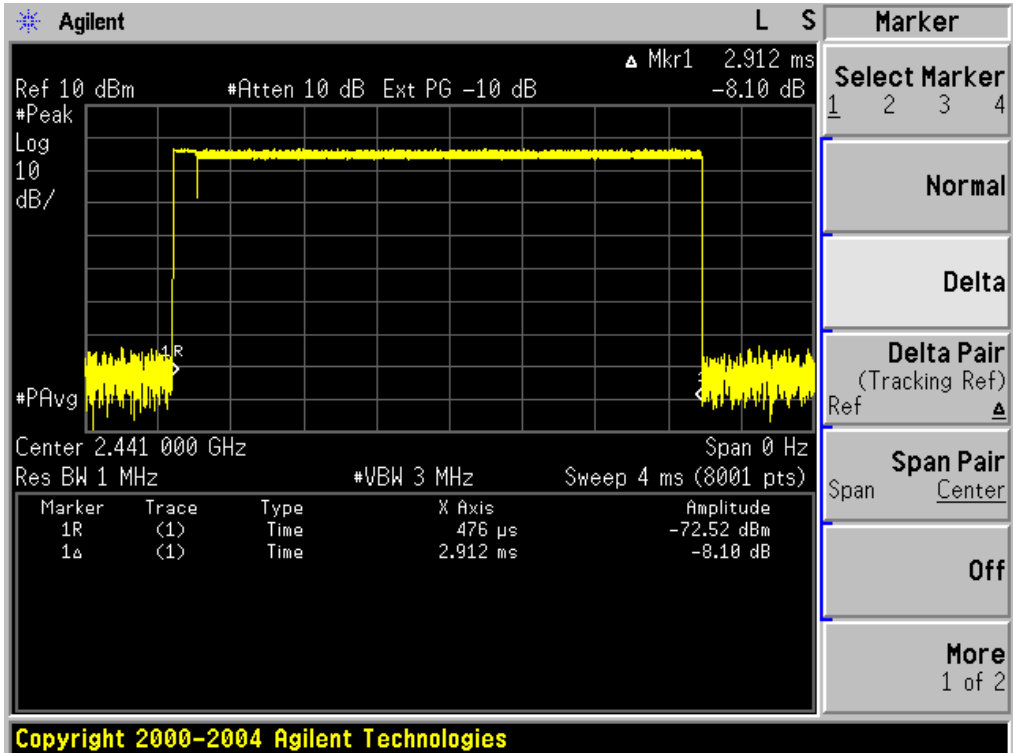 Agilent L S
Marker
Δ Mkr1 2.912 ms
Ref 10 dBm #Atten 10 dB Ext PG -10 dB -8.10 dB
#Peak
Log
10
dB/
1R
#PAvg
Center 2.441 000 GHz Span 0 Hz
Res BW 1 MHz #VBW 3 MHz Sweep 4 ms (8001 pts)
Marker Trace Type X Axis Amplitude
1R (1) Time 476 µs -72.52 dBm
1Δ (1) Time 2.912 ms -8.10 dB
Select Marker
1 2 3 4
Normal
Delta
Delta Pair
(Tracking Ref)
Ref Δ
Span Pair
Span Center
Off
More
1 of 2
Copyright 2000-2004 Agilent Technologies